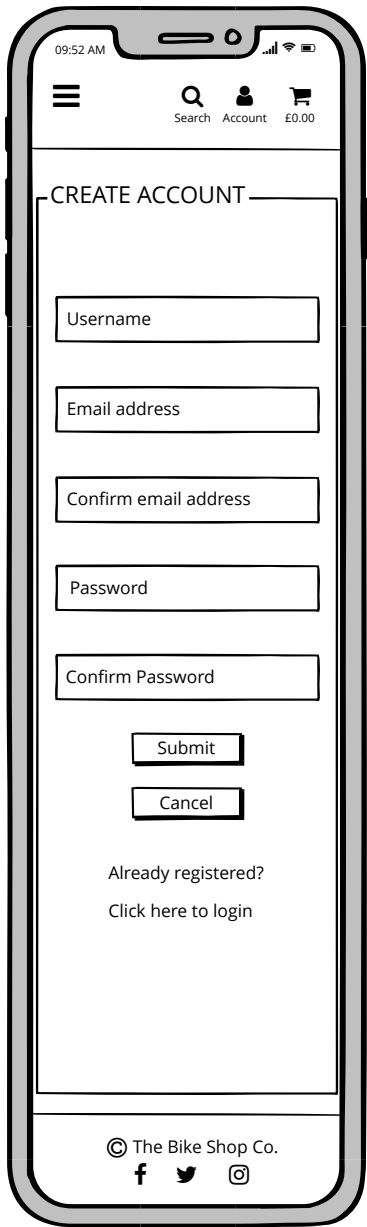 09:52 AM
Search Account £0.00
CREATE ACCOUNT
Username
Email address
Confirm email address
Password
Confirm Password
Submit
Cancel
Already registered?
Click here to login
© The Bike Shop Co.